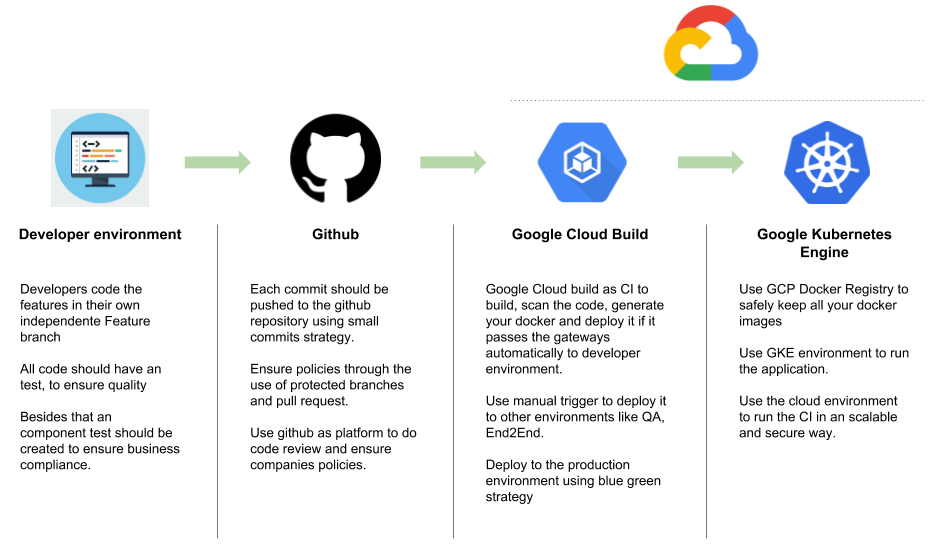 Developer environment
Developers code the
features in their own
independente Feature
branch
All code should have an
test, to ensure quality
Besides that an
component test should be
created to ensure business
compliance.
Github
Each commit should be
pushed to the github
repository using small
commits strategy.
Ensure policies through the
use of protected branches
and pull request.
Use github as platform to do
code review and ensure
companies policies.
Google Cloud Build
Google Cloud build as CI to
build, scan the code, generate
your docker and deploy it if it
passes the gateways
automatically to developer
environment.
Use manual trigger to deploy it
to other environments like QA,
End2End.
Deploy to the production
environment using blue green
strategy
Google Kubernetes
Engine
Use GCP Docker Registry to
safely keep all your docker
images
Use GKE environment to run
the application.
Use the cloud environment
to run the CI in an scalable
and secure way.